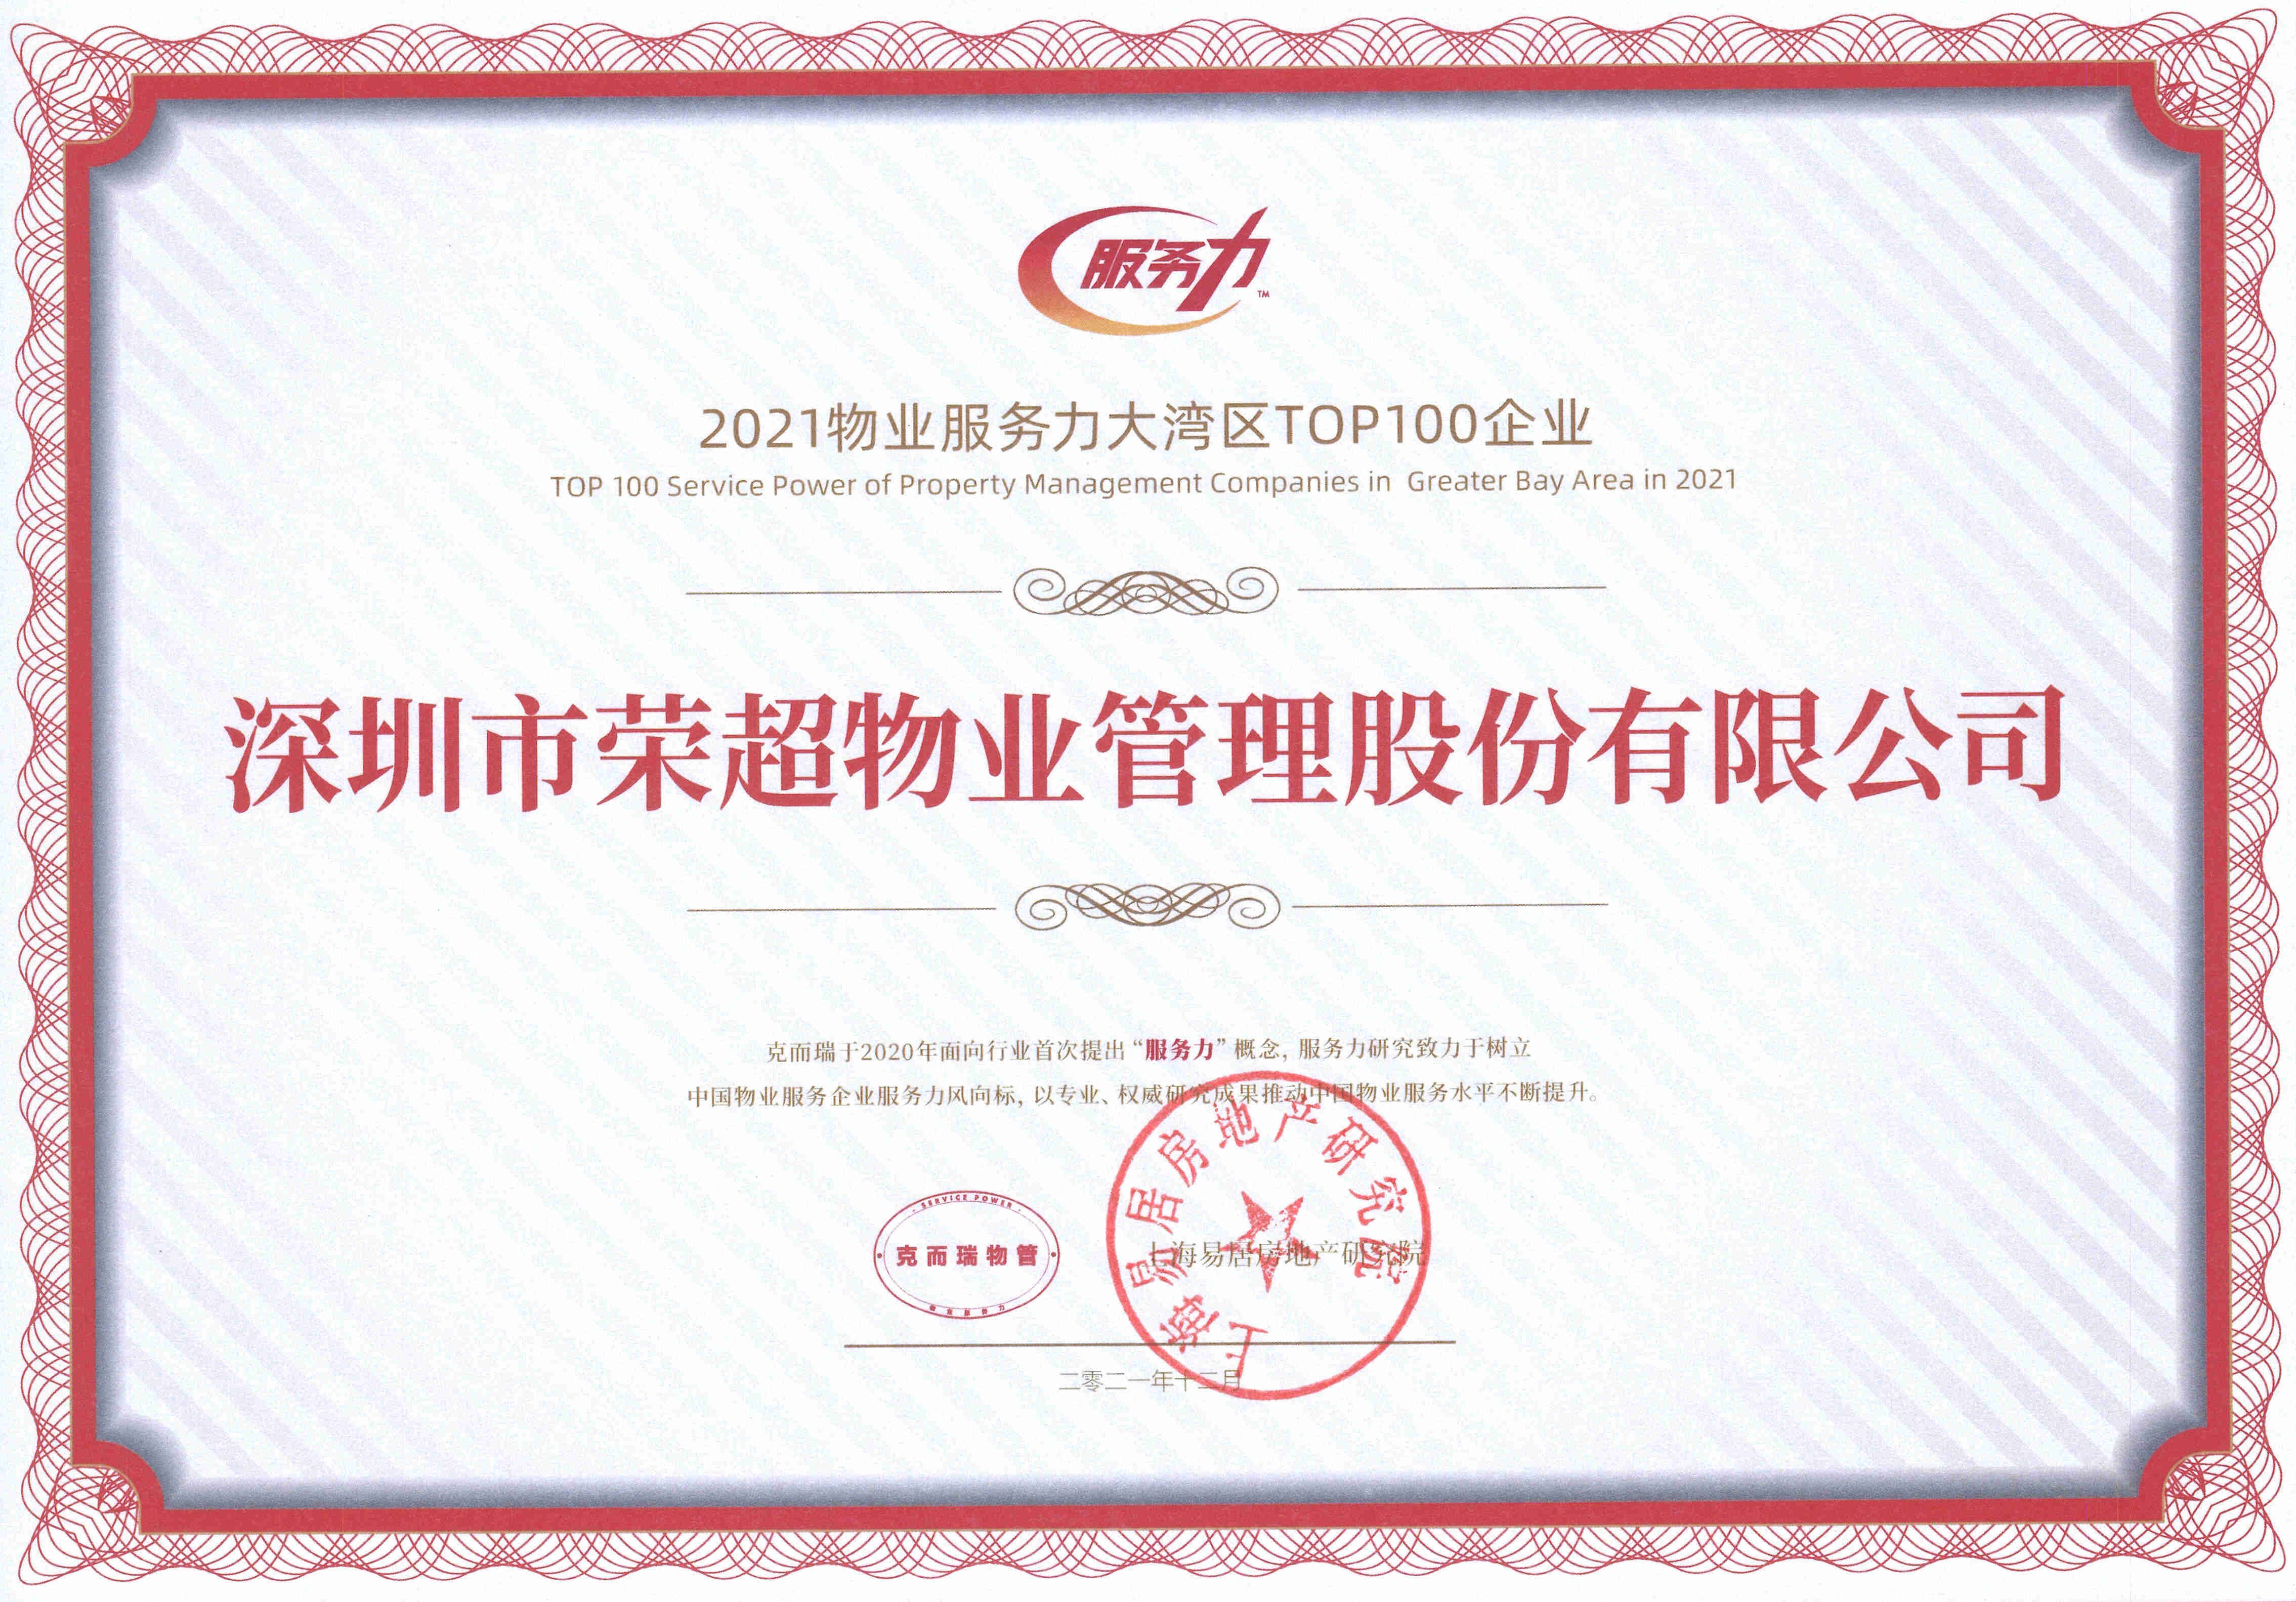 服务力™
2021物业服务力大湾区TOP100企业
TOP 100 Service Power of Property Management Companies in Greater Bay Area in 2021
深圳市荣超物业管理股份有限公司
克而瑞于2020年面向行业首次提出“服务力”概念, 服务力研究致力于树立
中国物业服务企业服务力风向标, 以专业、权威研究成果推动中国物业服务水平不断提升。
SERVICE POWER
克而瑞物管
物业服务力
上海易居房地产研究院
上海易居房地产研究院
二零二一年十二月